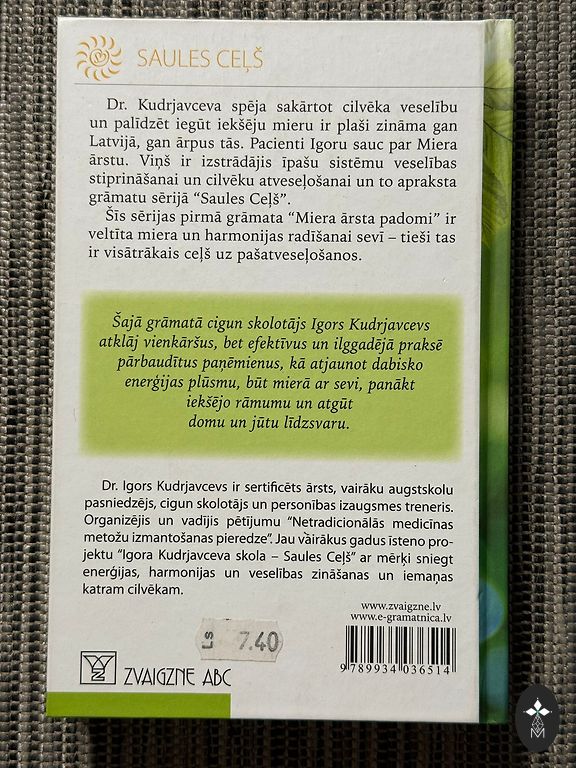 SAULES CEĻŠ
Dr. Kudrjavceva spēja sakārtot cilvēka veselību
un palīdzēt iegūt iekšēju mieru ir plaši zināma gan
Latvijā, gan ārpus tās. Pacienti Igoru sauc par Miera
ārstu. Viņš ir izstrādājis īpašu sistēmu veselības
stiprināšanai un cilvēku atveseļošanai un to apraksta
grāmatu sērijā “Saules Ceļš”.
Šīs sērijas pirmā grāmata “Miera ārsta padomi” ir
veltīta miera un harmonijas radīšanai sevī – tieši tas
ir visātrākais ceļš uz pašatveseļošanos.
Šajā grāmatā cigun skolotājs Igors Kudrjavcevs
atklāj vienkāršus, bet efektīvus un ilggadējā praksē
pārbaudītus paņēmienus, kā atjaunot dabisko
enerģijas plūsmu, būt mierā ar sevi, panākt
iekšējo rāmumu un atgūt
domu un jūtu līdzsvaru.
Dr. Igors Kudrjavcevs ir sertificēts ārsts, vairāku augstskolu
pasniedzējs, cigun skolotājs un personības izaugsmes treneris.
Organizējis un vadījis pētījumu “Netradicionālās medicīnas
metožu izmantošanas pieredze”. Jau vairākus gadus īsteno pro-
jektu “Igora Kudrjavceva skola – Saules Ceļš” ar mērķi sniegt
enerģijas, harmonijas un veselības zināšanas un iemaņas
katram cilvēkam.
www.zvaigzne.lv
www.e-gramatnica.lv
Ls 7.40
ZVAIGZNE ABC
9 789934 036514